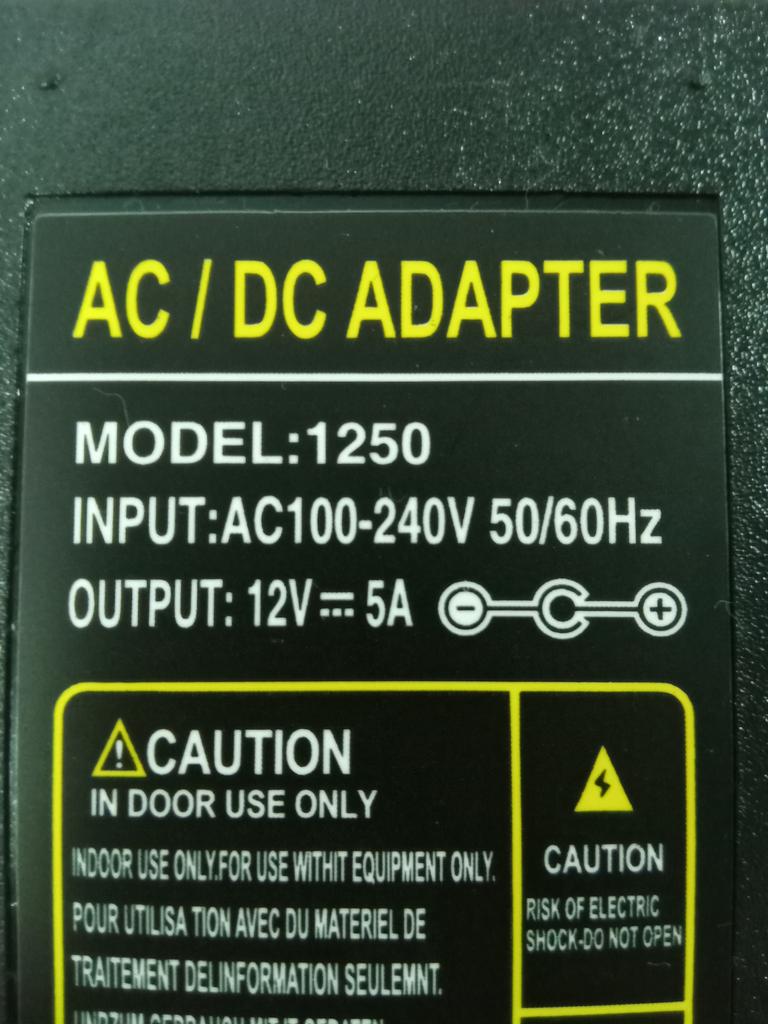 AC / DC ADAPTER
MODEL:1250
INPUT:AC100-240V 50/60Hz
OUTPUT: 12V⎓5A
CAUTION
IN DOOR USE ONLY
INDOOR USE ONLY.FOR USE WITHIT EQUIPMENT ONLY.
POUR UTILISA TION AVEC DU MATERIEL DE
TRAITEMENT DELINFORMATION SEULEMNT.
CAUTION
RISK OF ELECTRIC
SHOCK-DO NOT OPEN